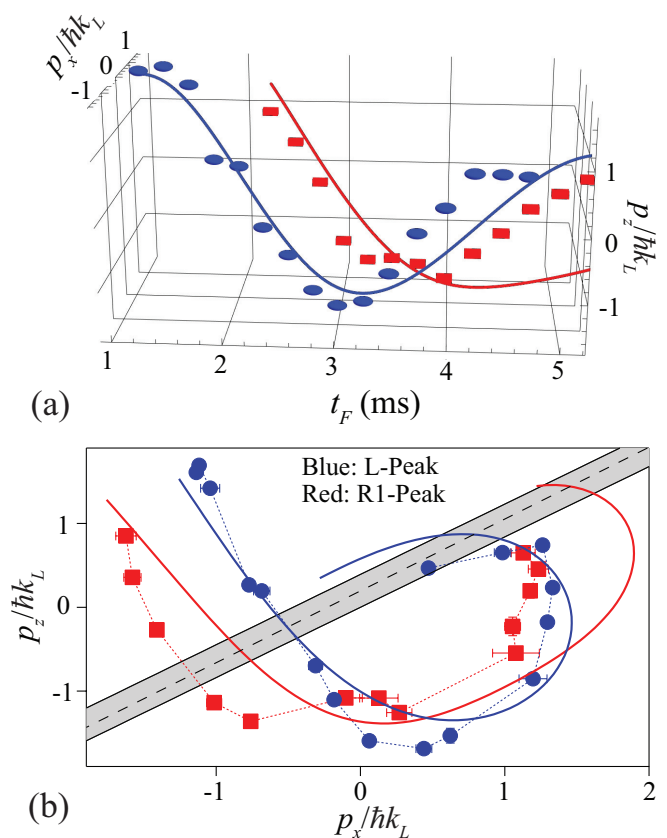 p_x/ℏk_L
1
0
-1
1
0
-1
p_z/ℏk_L
1
2
3
4
5
(a)
t_F (ms)
Blue: L-Peak
Red: R1-Peak
p_z/ℏk_L
1
0
-1
-1
0
1
2
(b)
p_x/ℏk_L